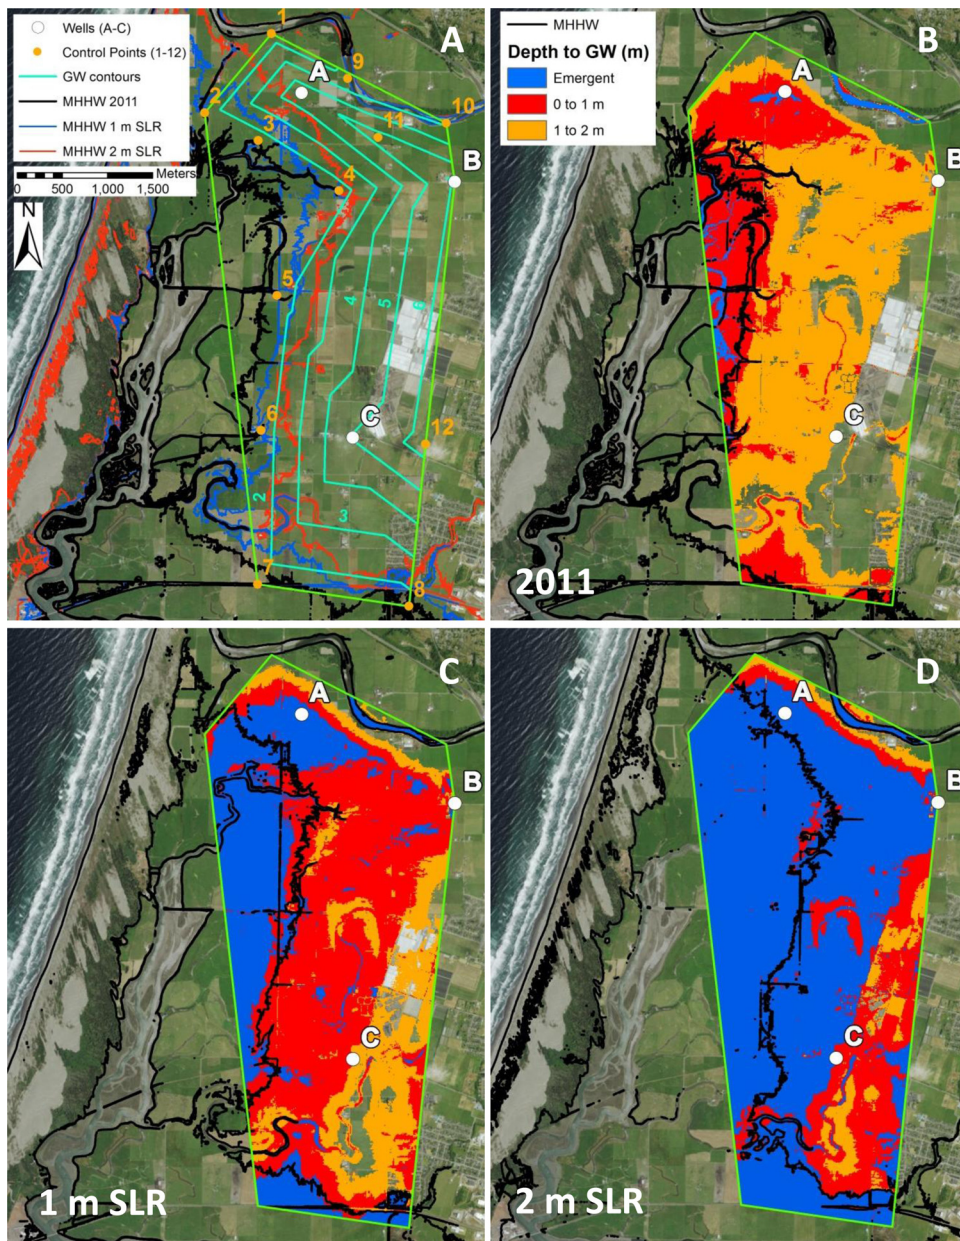 Wells (A-C)
Control Points (1-12)
GW contours
MHHW 2011
MHHW 1 m SLR
MHHW 2 m SLR
Meters
0 500 1,000 1,500
N
A
1
9
A
2
10
3
11
B
4
5
4
5
6
6
C
12
2
3
7
8
MHHW
Depth to GW (m)
Emergent
0 to 1 m
1 to 2 m
B
A
B
C
2011
C
A
B
C
1 m SLR
D
A
B
C
2 m SLR